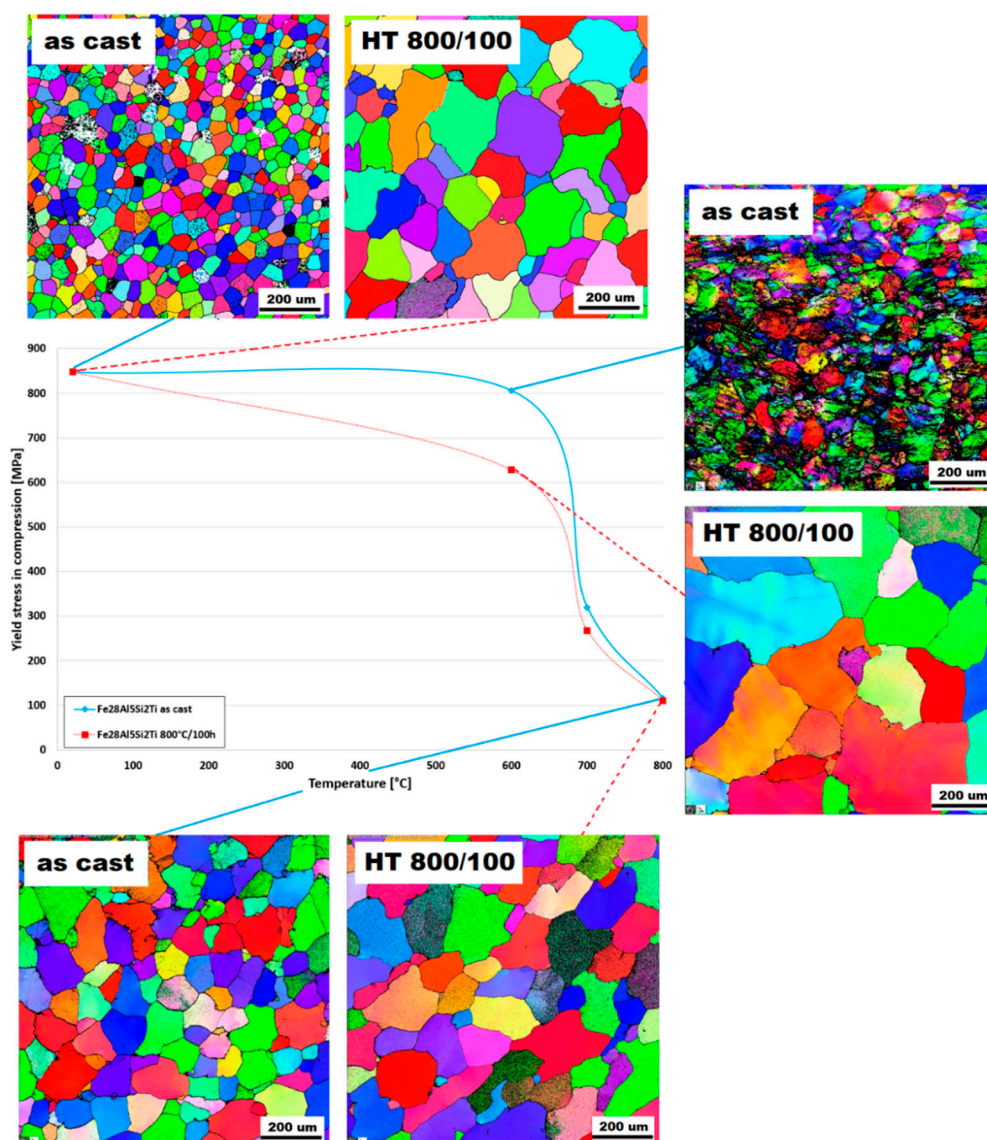 as cast
HT 800/100
200 um
200 um
as cast
200 um
HT 800/100
200 um
Yield stress in compression [MPa]
900
800
700
600
500
400
300
200
100
0
Fe28Al5Si2Ti as cast
Fe28Al5Si2Ti 800°C/100h
0
100
200
300
400
500
600
700
800
Temperature [°C]
as cast
HT 800/100
200 um
200 um